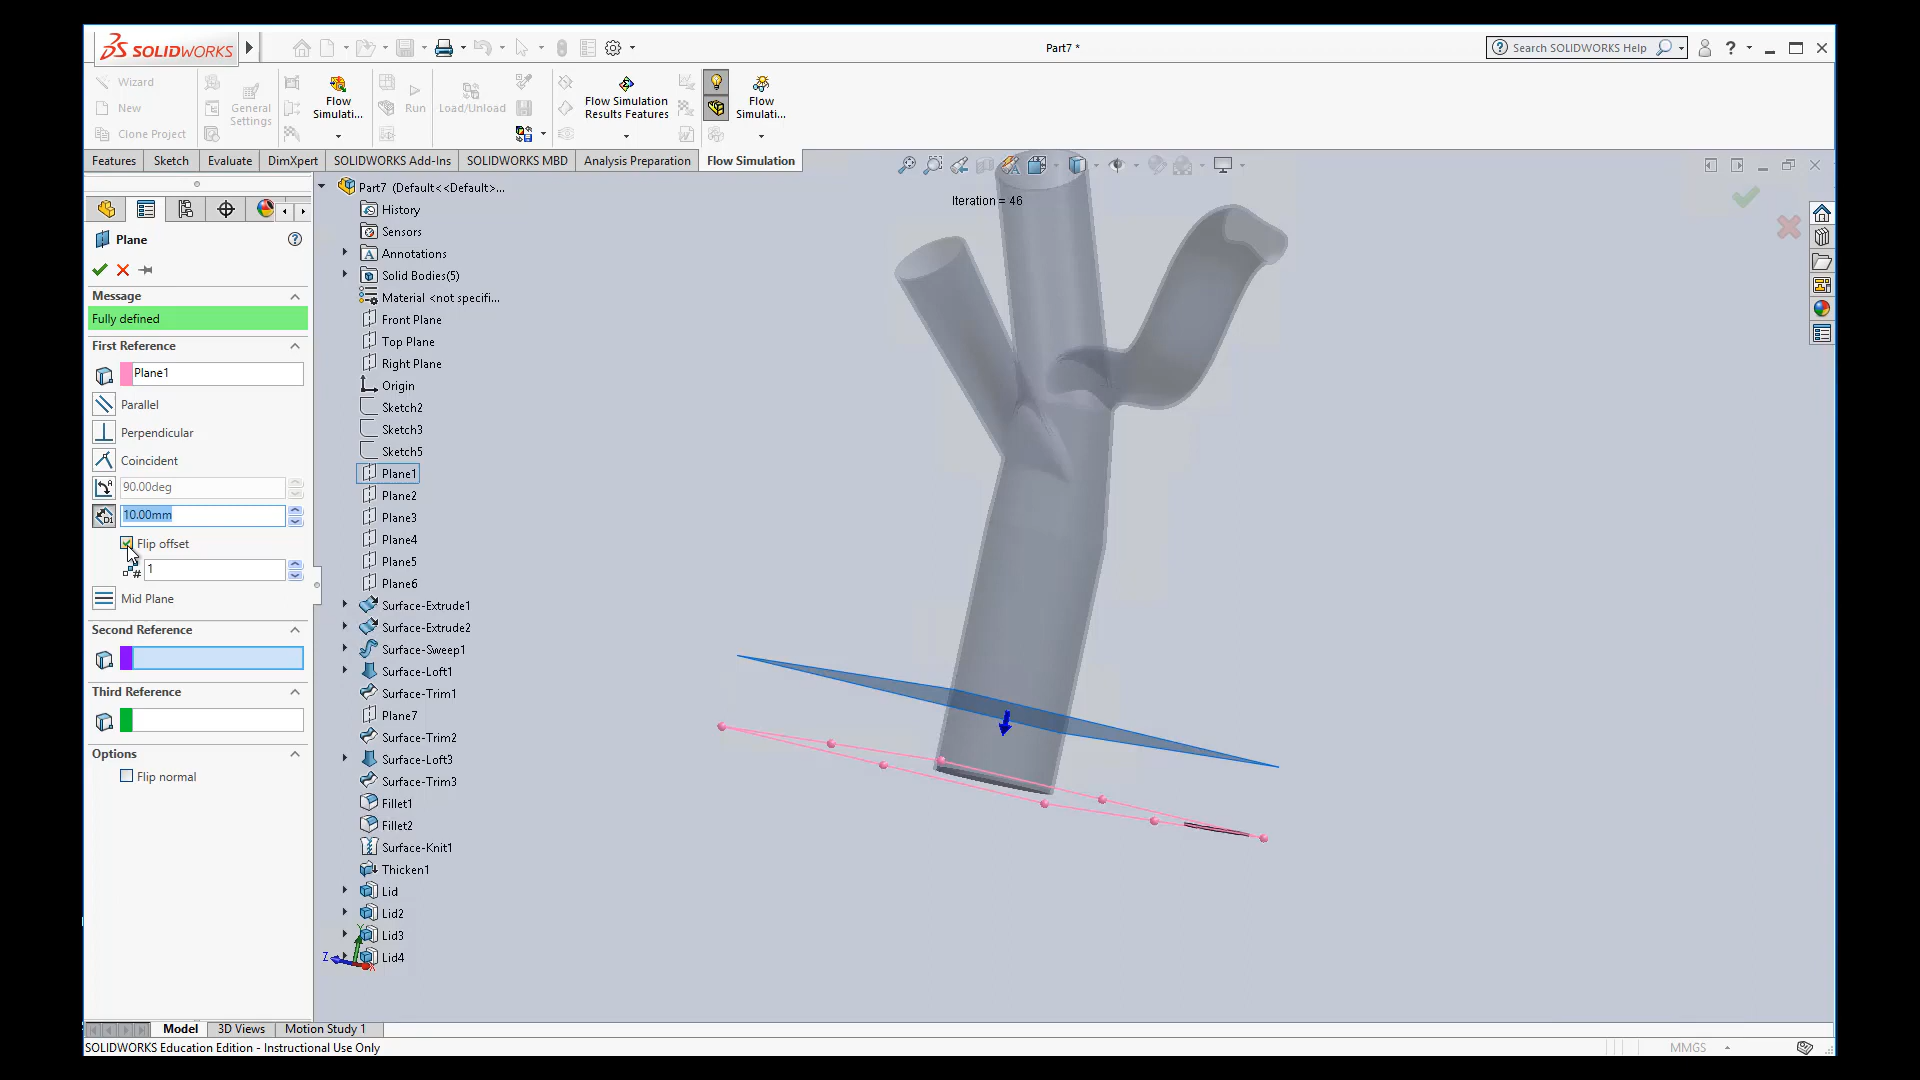 SOLIDWORKS
Part7 *
Search SOLIDWORKS Help
?
Wizard
New
Clone Project
General Settings
Flow Simulati...
Run
Load/Unload
Flow Simulation Results Features
Flow Simulati...
Features
Sketch
Evaluate
DimXpert
SOLIDWORKS Add-Ins
SOLIDWORKS MBD
Analysis Preparation
Flow Simulation
Plane
?
Message
Fully defined
First Reference
Plane1
Parallel
Perpendicular
Coincident
90.00deg
10.00mm
Flip offset
1
Mid Plane
Second Reference
Third Reference
Options
Flip normal
Part7 (Default<<Default>...
History
Sensors
Annotations
Solid Bodies(5)
Material <not specifi...
Front Plane
Top Plane
Right Plane
Origin
Sketch2
Sketch3
Sketch5
Plane1
Plane2
Plane3
Plane4
Plane5
Plane6
Surface-Extrude1
Surface-Extrude2
Surface-Sweep1
Surface-Loft1
Surface-Trim1
Plane7
Surface-Trim2
Surface-Loft3
Surface-Trim3
Fillet1
Fillet2
Surface-Knit1
Thicken1
Lid
Lid2
Lid3
Lid4
Z
Iteration = 46
Model
3D Views
Motion Study 1
SOLIDWORKS Education Edition - Instructional Use Only
MMGS